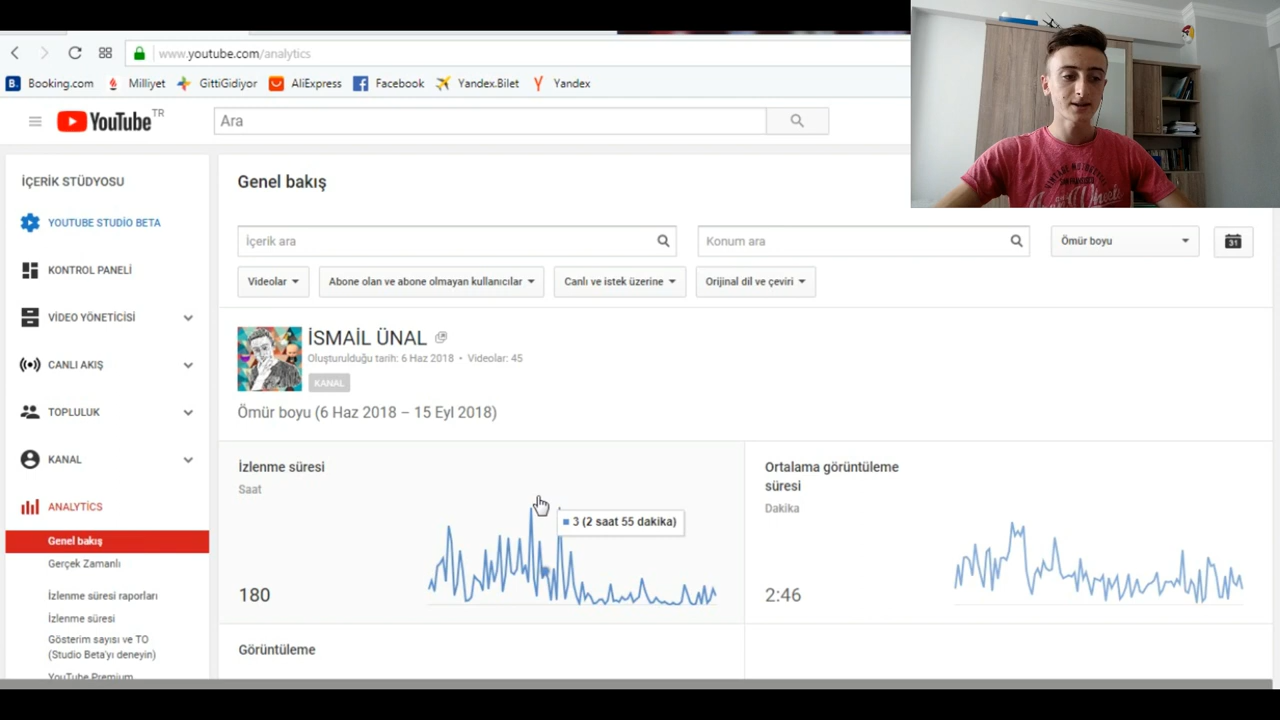 www.youtube.com/analytics
B. Booking.com Milliyet GittiGidiyor AliExpress Facebook Yandex.Bilet Yandex
YouTube TR
Ara
İÇERİK STÜDYOSU
YOUTUBE STUDIO BETA
KONTROL PANELİ
VİDEO YÖNETİCİSİ
CANLI AKIŞ
TOPLULUK
KANAL
ANALYTICS
Genel bakış
Gerçek Zamanlı
İzlenme süresi raporları
İzlenme süresi
Gösterim sayısı ve TO
(Studio Beta'yı deneyin)
YouTube Premium
Genel bakış
İçerik ara
Konum ara
Ömür boyu
31
Videolar
Abone olan ve abone olmayan kullanıcılar
Canlı ve istek üzerine
Orijinal dil ve çeviri
İSMAİL ÜNAL
Oluşturulduğu tarih: 6 Haz 2018 • Videolar: 45
KANAL
Ömür boyu (6 Haz 2018 – 15 Eyl 2018)
İzlenme süresi
Saat
3 (2 saat 55 dakika)
180
Ortalama görüntüleme
süresi
Dakika
2:46
Görüntüleme